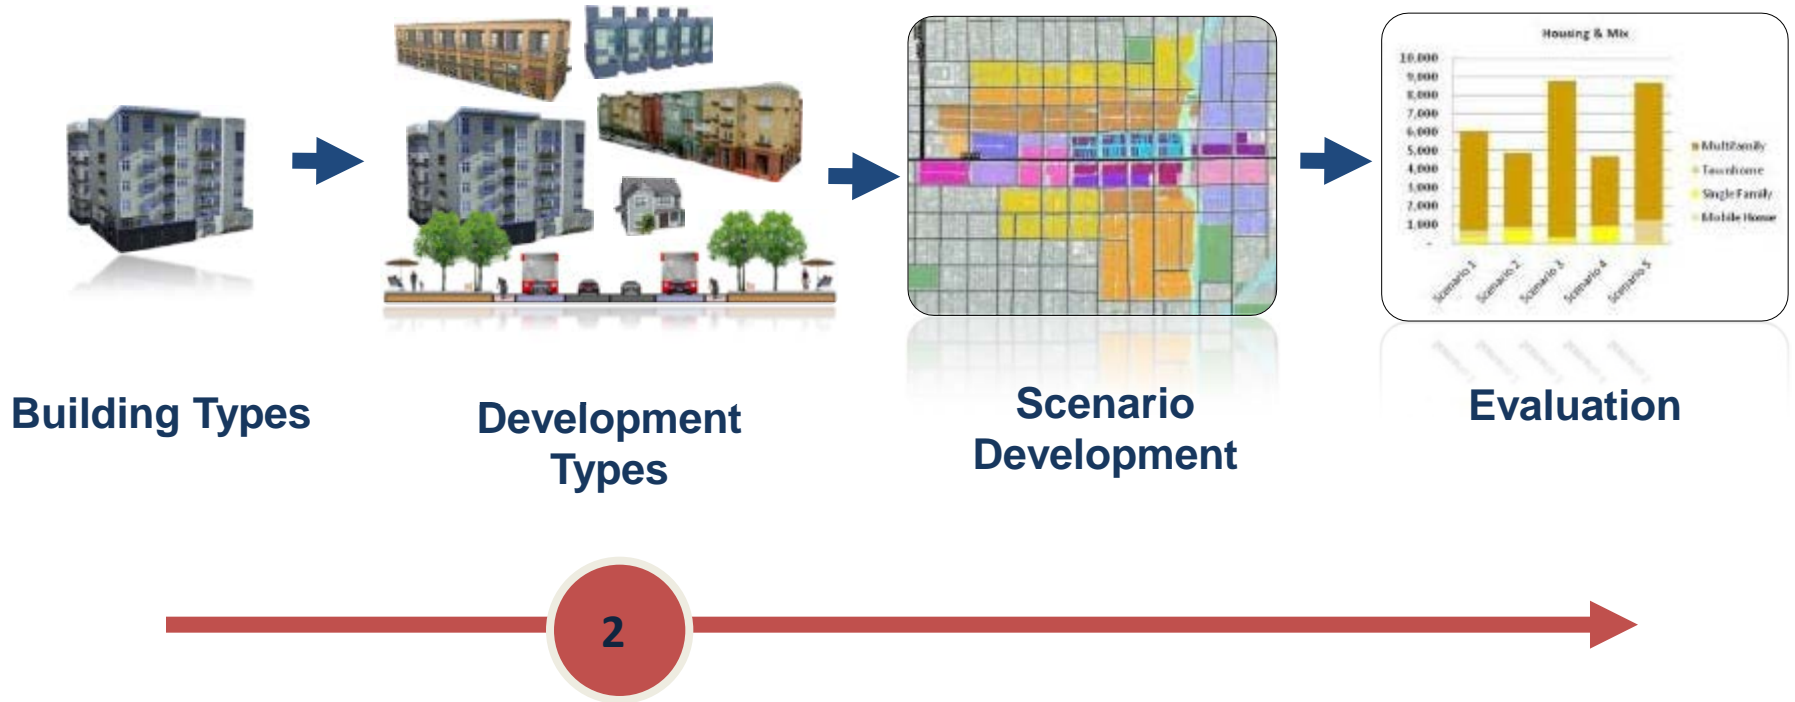 Housing & Mix
10,000
9,000
8,000
7,000
6,000
5,000
4,000
3,000
2,000
1,000
-
Multifamily
Townhome
Single Family
Mobile Home
Scenario 1
Scenario 2
Scenario 3
Scenario 4
Scenario 5
Building Types
Development
Types
Scenario
Development
Evaluation
2